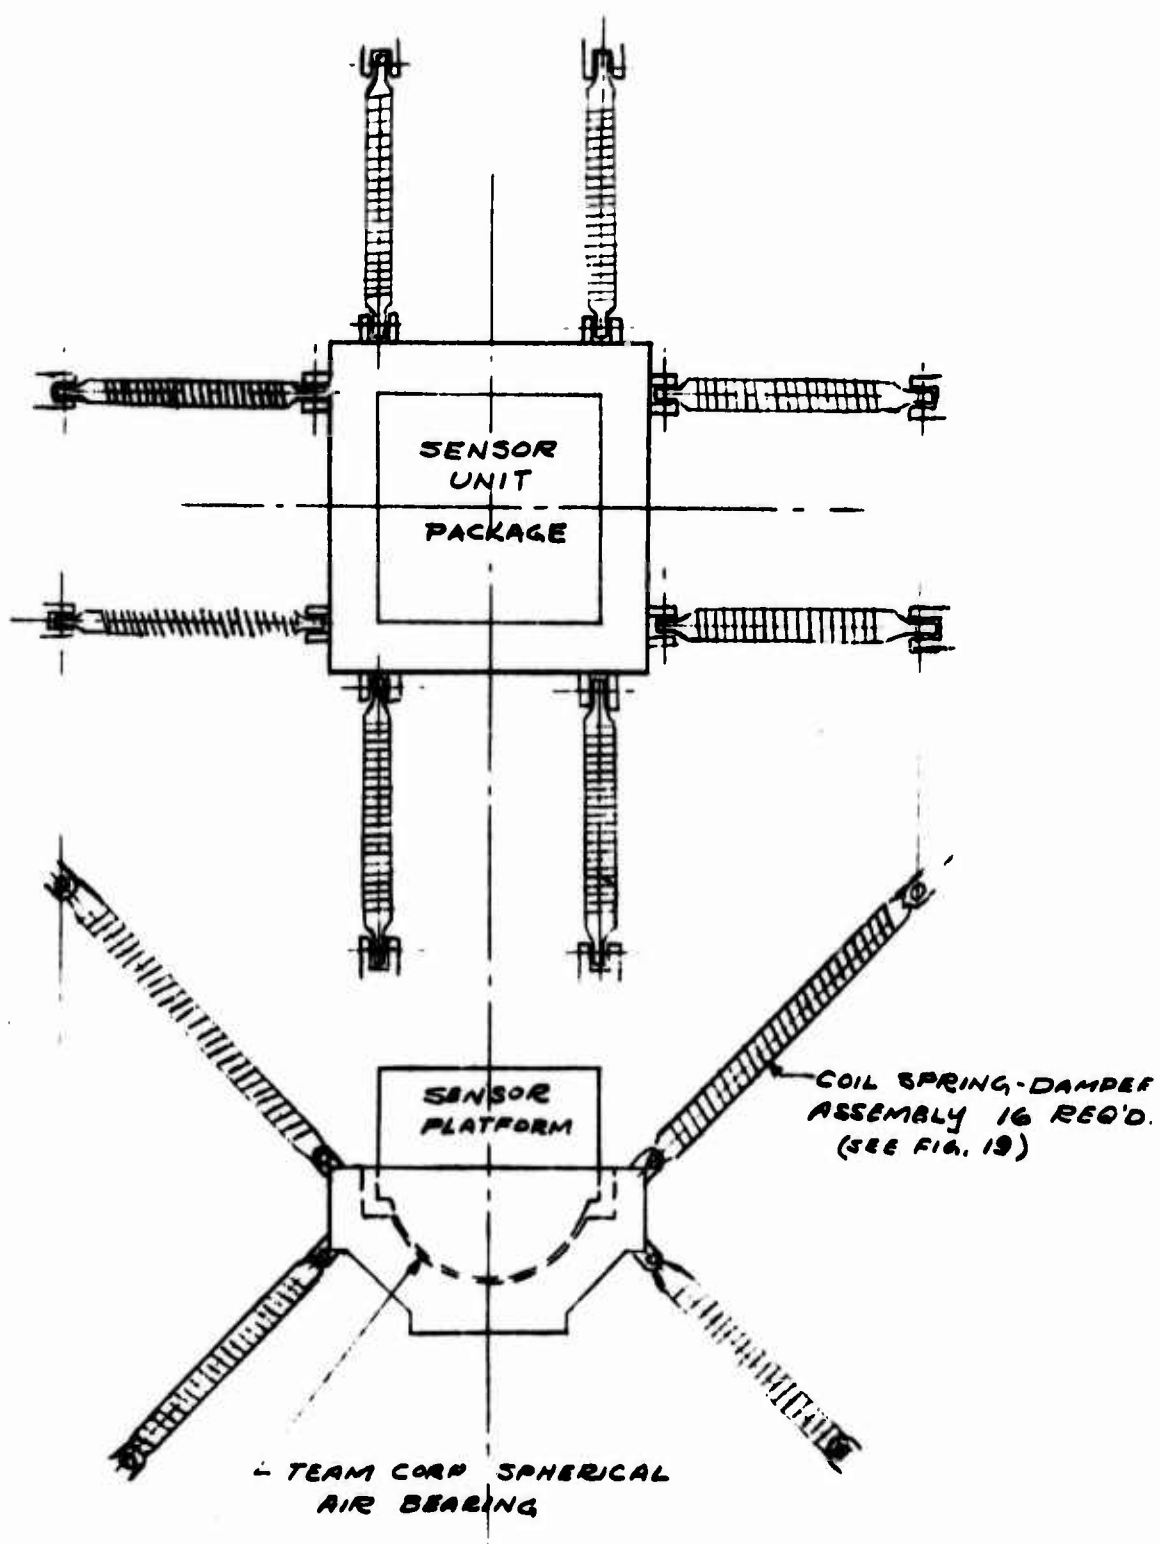 SENSOR
UNIT
PACKAGE
SENSOR
PLATFORM
COIL SPRING-DAMPER
ASSEMBLY 16 REQ'D.
(SEE FIG. 19)
TEAM CORP SPHERICAL
AIR BEARING